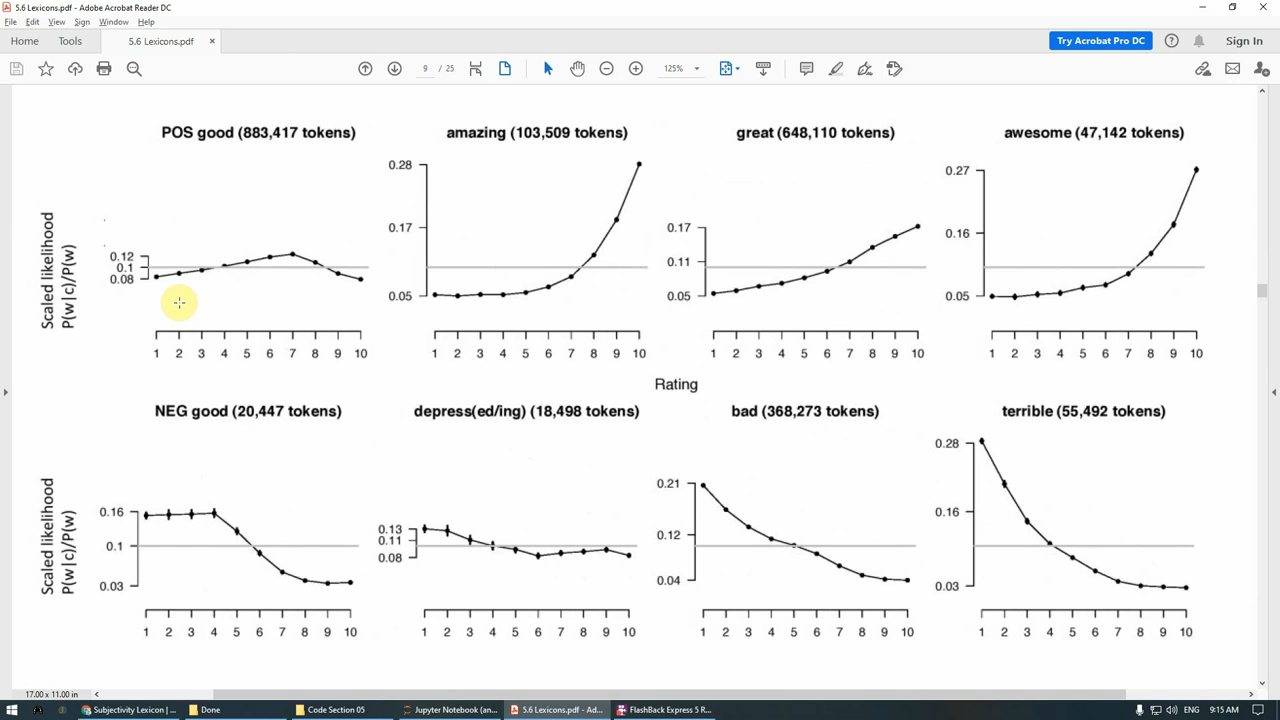 5.6 Lexicons.pdf - Adobe Acrobat Reader DC
File Edit View Sign Window Help
Home Tools 5.6 Lexicons.pdf × Try Acrobat Pro DC Sign In
9 / 25 125%
POS good (883,417 tokens) amazing (103,509 tokens) great (648,110 tokens) awesome (47,142 tokens)
Scaled likelihood
P(w|c)/P(w)
0.12
0.1
0.08
1 2 3 4 5 6 7 8 9 10
0.28
0.17
0.05
1 2 3 4 5 6 7 8 9 10
0.17
0.11
0.05
1 2 3 4 5 6 7 8 9 10
0.27
0.16
0.05
1 2 3 4 5 6 7 8 9 10
Rating
NEG good (20,447 tokens) depress(ed/ing) (18,498 tokens) bad (368,273 tokens) terrible (55,492 tokens)
Scaled likelihood
P(w|c)/P(w)
0.16
0.1
0.03
1 2 3 4 5 6 7 8 9 10
0.13
0.11
0.08
1 2 3 4 5 6 7 8 9 10
0.21
0.12
0.04
1 2 3 4 5 6 7 8 9 10
0.28
0.16
0.03
1 2 3 4 5 6 7 8 9 10
17.00 x 11.00 in
Subjectivity Lexicon |... Done Code Section 05 Jupyter Notebook (an... 5.6 Lexicons.pdf - Ad... FlashBack Express 5 R... ENG 9:15 AM